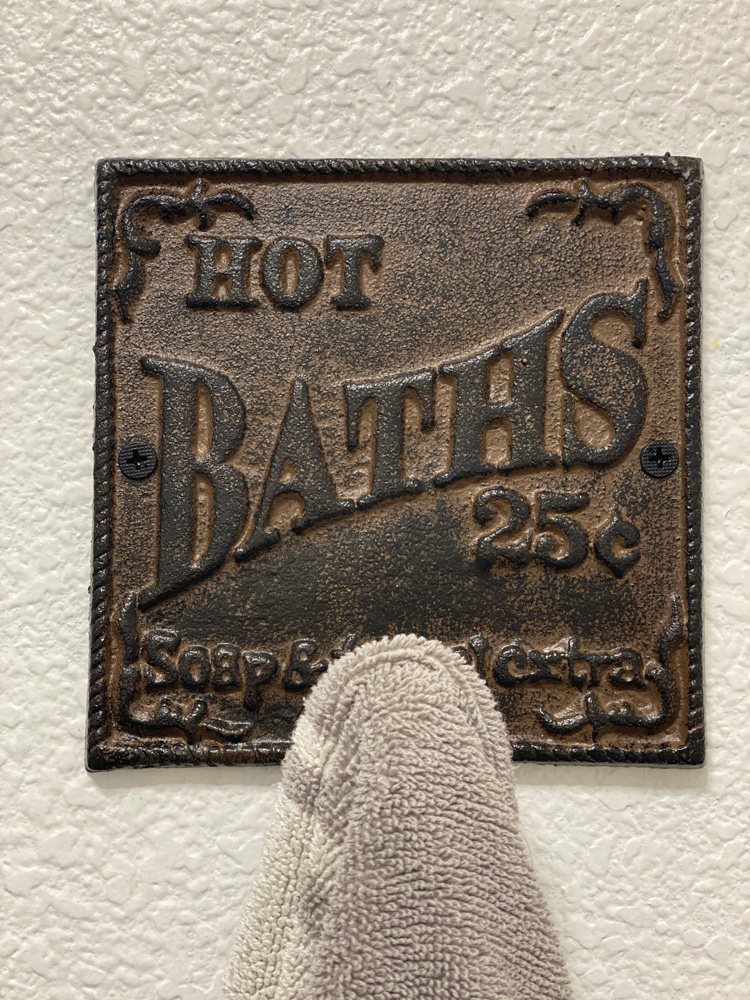 HOT
BATHS
25¢
Soap & extra